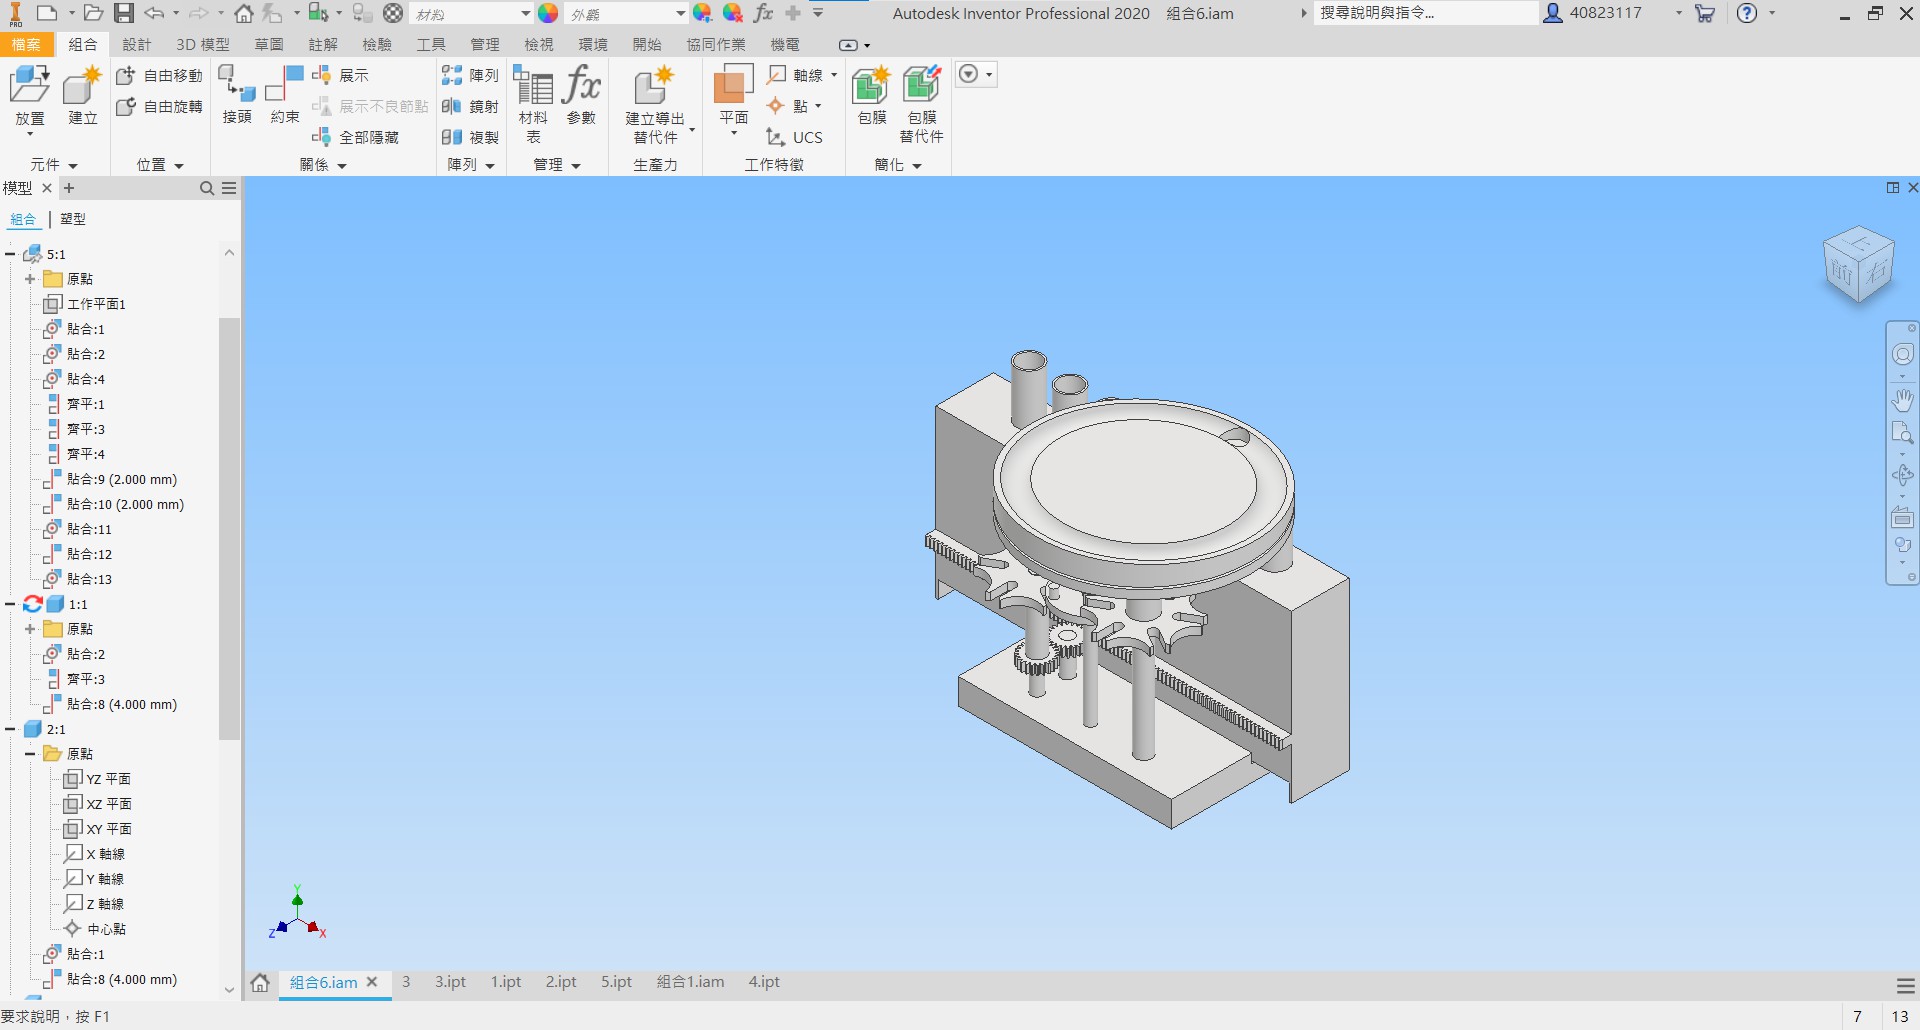 PRO
材料
外觀
fx
Autodesk Inventor Professional 2020 組合6.iam
搜尋說明與指令...
40823117
檔案 組合 設計 3D 模型 草圖 註解 檢驗 工具 管理 檢視 環境 開始 協同作業 機電
放置
建立
自由移動
自由旋轉
接頭
約束
展示
展示不良節點
全部隱藏
陣列
鏡射
複製
材料表
fx
參數
建立導出替代件
平面
軸線
點
UCS
包膜
包膜替代件
元件 位置 關係 陣列 管理 生產力 工作特徵 簡化
模型 × +
組合 | 塑型
5:1
原點
工作平面1
貼合:1
貼合:2
貼合:4
齊平:1
齊平:3
齊平:4
貼合:9 (2.000 mm)
貼合:10 (2.000 mm)
貼合:11
貼合:12
貼合:13
1:1
原點
貼合:2
齊平:3
貼合:8 (4.000 mm)
2:1
原點
YZ 平面
XZ 平面
XY 平面
X 軸線
Y 軸線
Z 軸線
中心點
貼合:1
貼合:8 (4.000 mm)
上
前
右
Y
Z
X
組合6.iam 3 3.ipt 1.ipt 2.ipt 5.ipt 組合1.iam 4.ipt
要求說明，按 F1
7 13